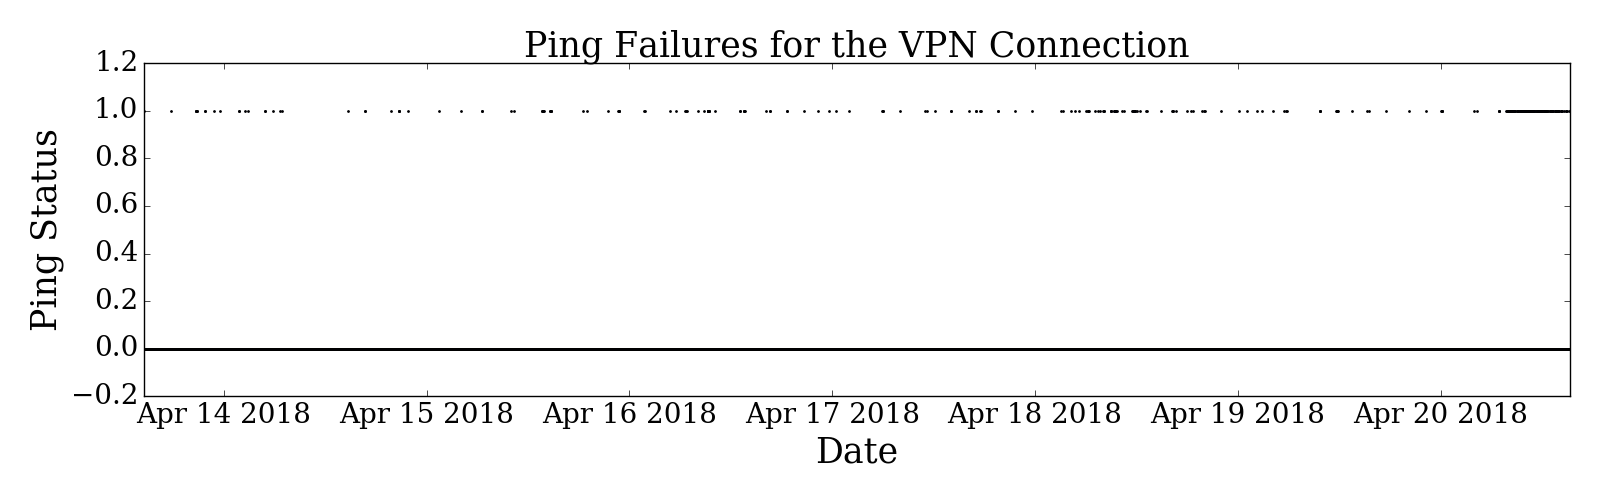 Ping Failures for the VPN Connection
1.2
1.0
0.8
0.6
0.4
0.2
0.0
−0.2
Ping Status
Apr 14 2018 Apr 15 2018 Apr 16 2018 Apr 17 2018 Apr 18 2018 Apr 19 2018 Apr 20 2018
Date